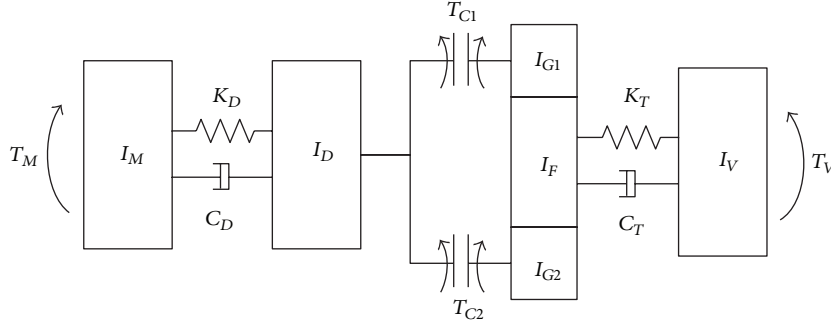 T_C1
I_G1
K_D
K_T
T_M
I_M
I_D
I_F
I_V
T_V
C_D
C_T
I_G2
T_C2